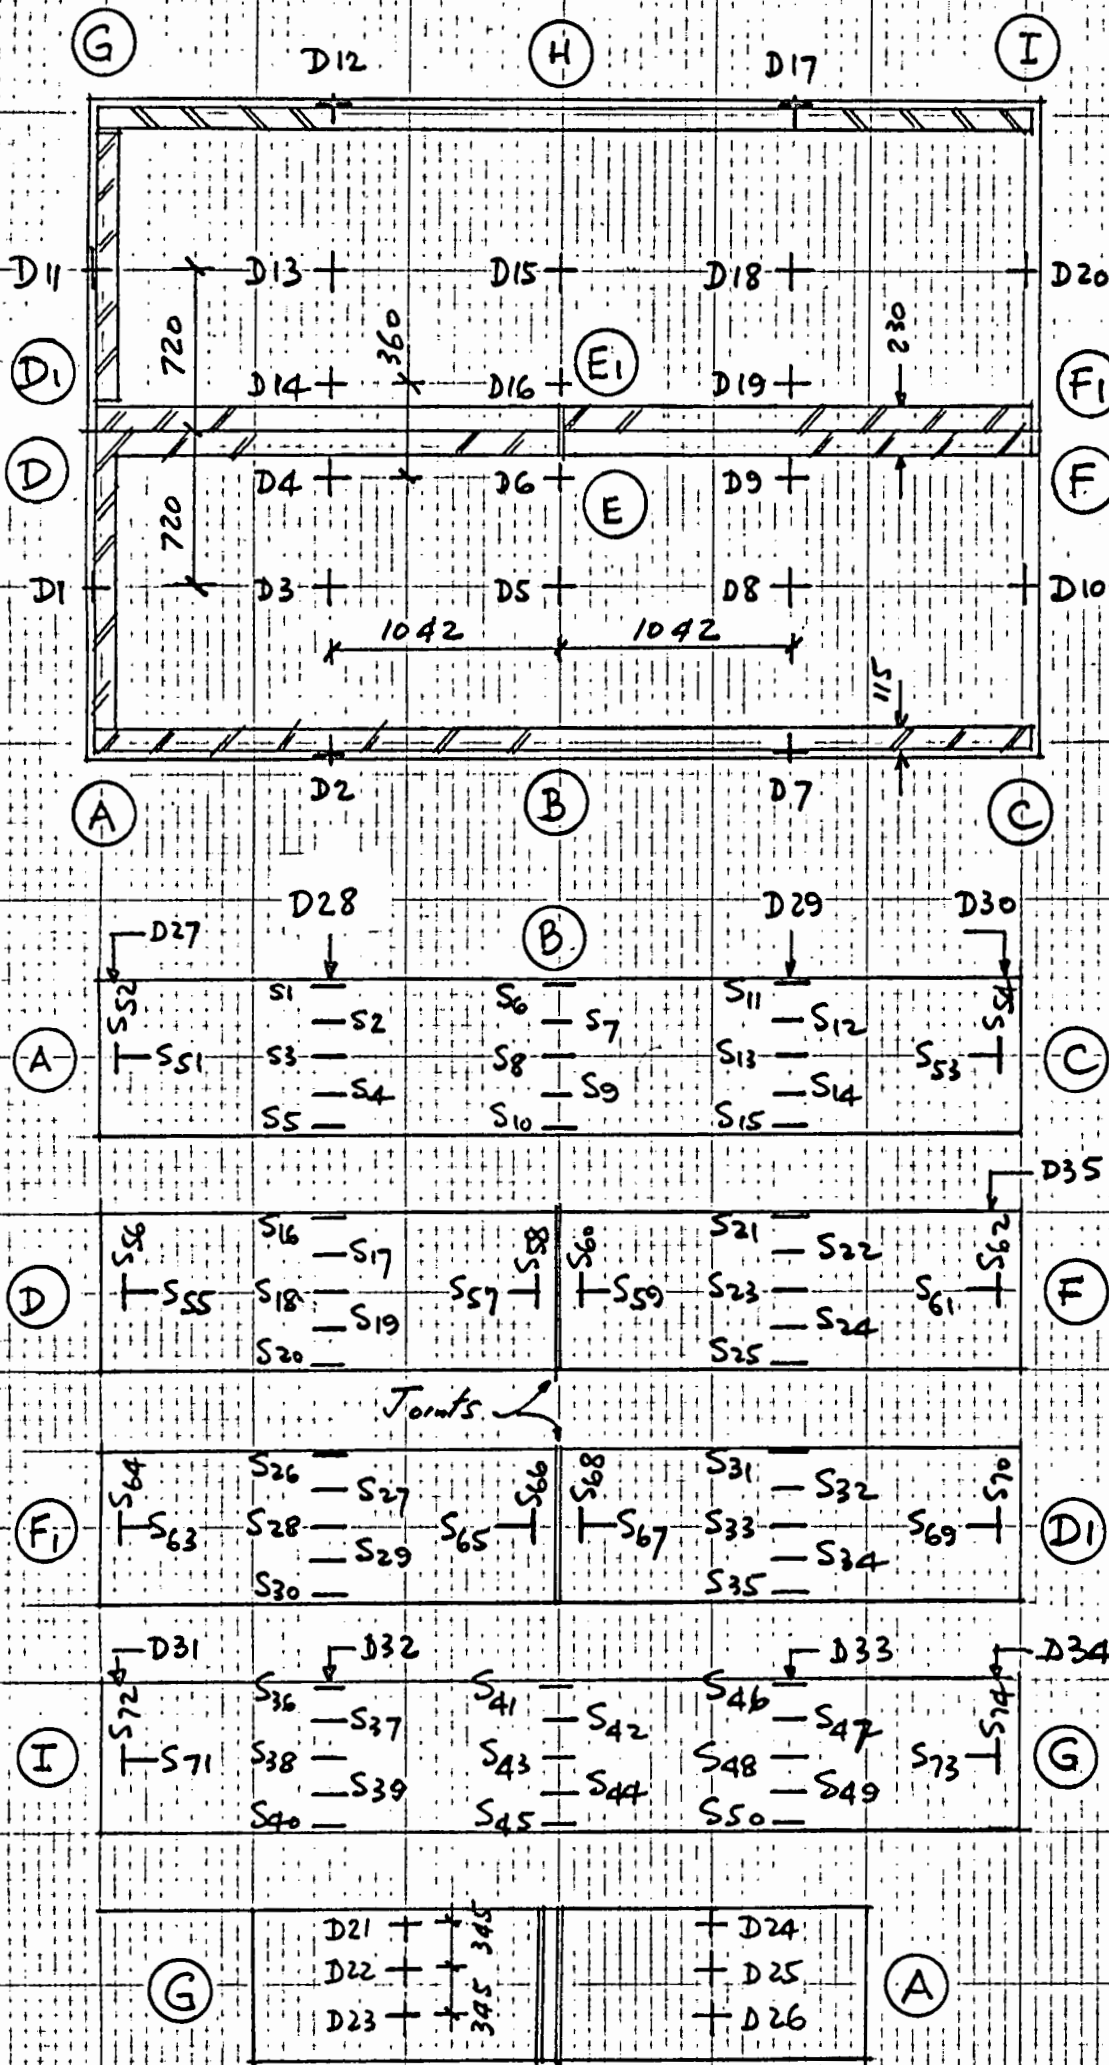 G H I
D12 D17
D11 D13 D15 D18 D20
720 360 230
D1 E1 F1
D14 D16 D19
D E F
D4 D6 D9
720
D1 D3 D5 D8 D10
1042 1042
115
D2 D7
A B C
D28 D29 D30
D27 B
S52 S1 S6 S11 S54
S2 S7 S12
A S51 S3 S8 S13 S53 C
S4 S9 S14
S5 S10 S15
D35
S56 S16 S58 S60 S21 S62
S17 S22
D S55 S18 S57 S59 S23 S61 F
S19 S24
S20 S25
Joints
S64 S26 S66 S68 S31 S70
S27 S32
F1 S63 S28 S65 S67 S33 S69 D1
S29 S34
S30 S35
D31 D32 D33 D34
S72 S36 S41 S46 S74
S37 S42 S47
I S71 S38 S43 S48 S73 G
S39 S44 S49
S40 S45 S50
D21 345 D24
G D22 D25 A
D23 345 D26